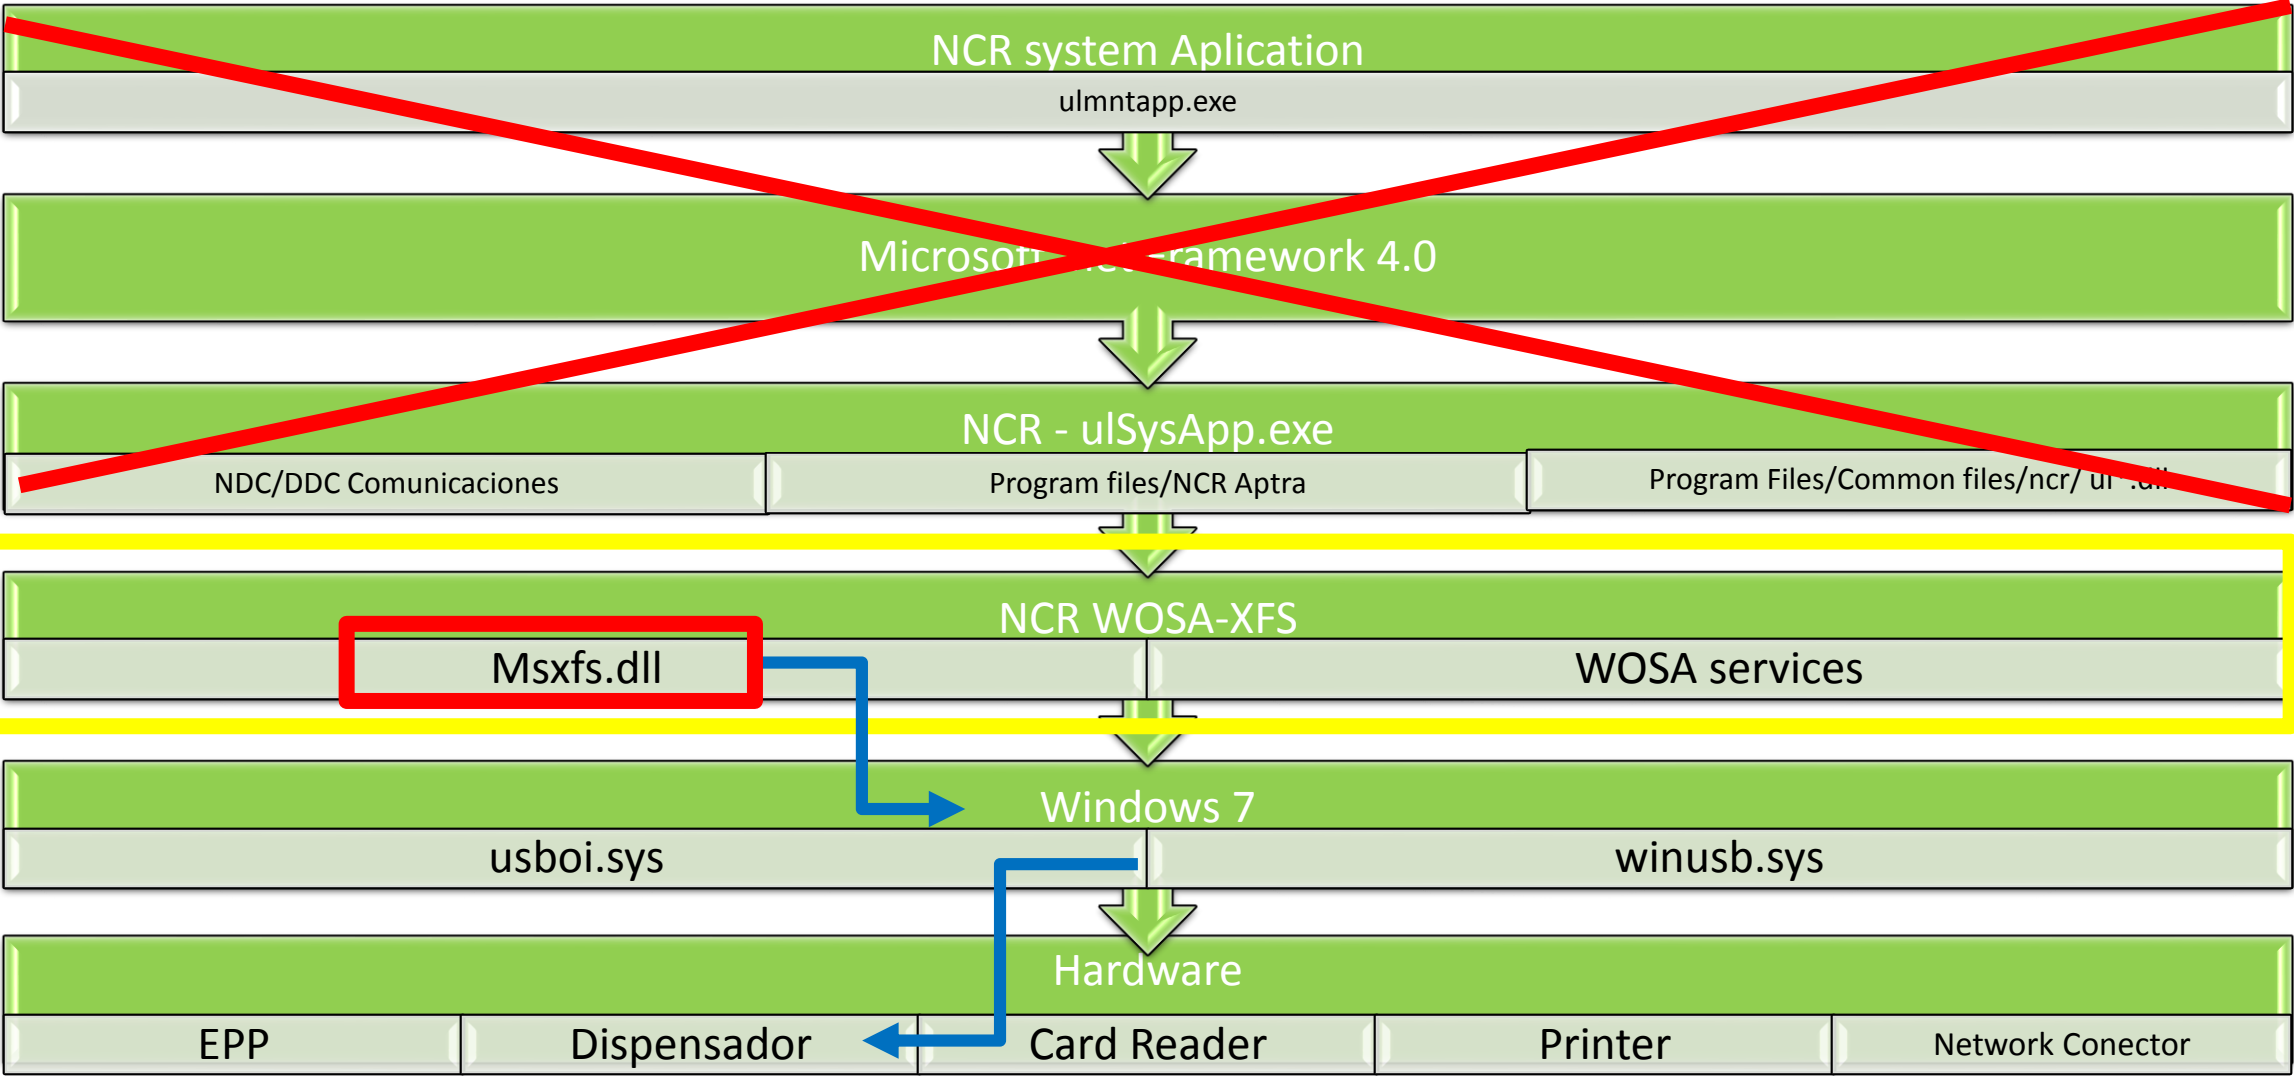 NCR system Aplication
ulmntapp.exe
Microsoft 4.0
NCR - ulSysApp.exe
NDC/DDC Comunicaciones
Program files/NCR Aptra
Program Files/Common files/ncr/ ul
NCR WOSA-XFS
Msxfs.dll
WOSA services
Windows 7
usboi.sys
winusb.sys
Hardware
EPP
Dispensador
Card Reader
Printer
Network Conector